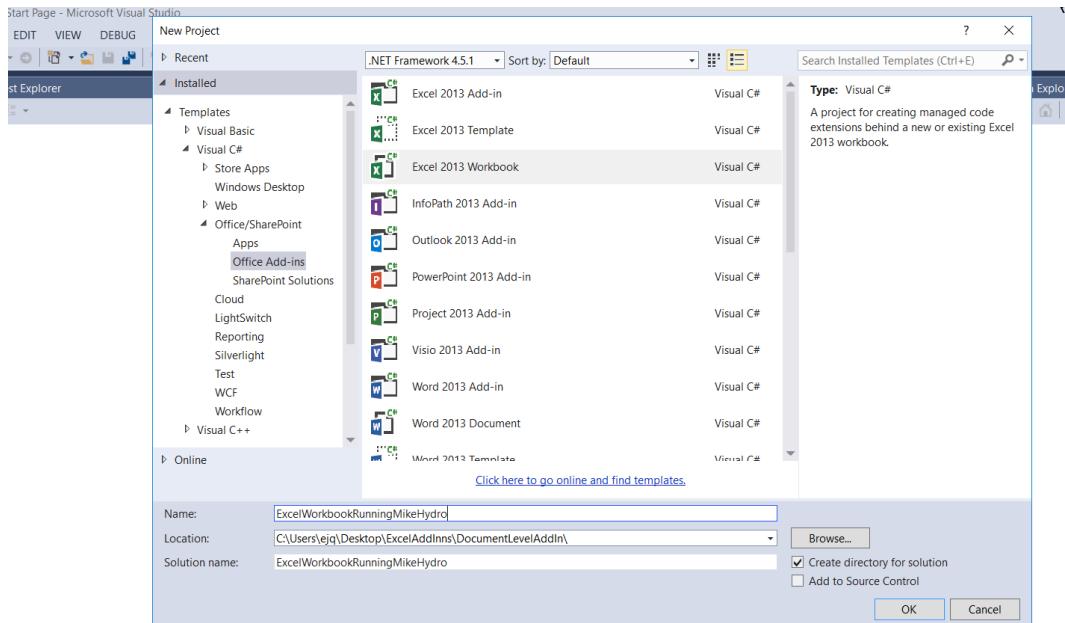 Start Page - Microsoft Visual Studio
EDIT VIEW DEBUG
st Explorer
Explo
New Project
? 
Recent
Installed
Templates
Visual Basic
Visual C#
Store Apps
Windows Desktop
Web
Office/SharePoint
Apps
Office Add-ins
SharePoint Solutions
Cloud
LightSwitch
Reporting
Silverlight
Test
WCF
Workflow
Visual C++
Online
.NET Framework 4.5.1 Sort by: Default
Excel 2013 Add-in Visual C#
Excel 2013 Template Visual C#
Excel 2013 Workbook Visual C#
InfoPath 2013 Add-in Visual C#
Outlook 2013 Add-in Visual C#
PowerPoint 2013 Add-in Visual C#
Project 2013 Add-in Visual C#
Visio 2013 Add-in Visual C#
Word 2013 Add-in Visual C#
Word 2013 Document Visual C#
Word 2013 Template Visual C#
Click here to go online and find templates.
Search Installed Templates (Ctrl+E)
Type: Visual C#
A project for creating managed code
extensions behind a new or existing Excel
2013 workbook.
Name: ExcelWorkbookRunningMikeHydro
Location: C:\Users\ejq\Desktop\ExcelAddInns\DocumentLevelAddIn\
Browse...
Solution name: ExcelWorkbookRunningMikeHydro
Create directory for solution
Add to Source Control
OK Cancel